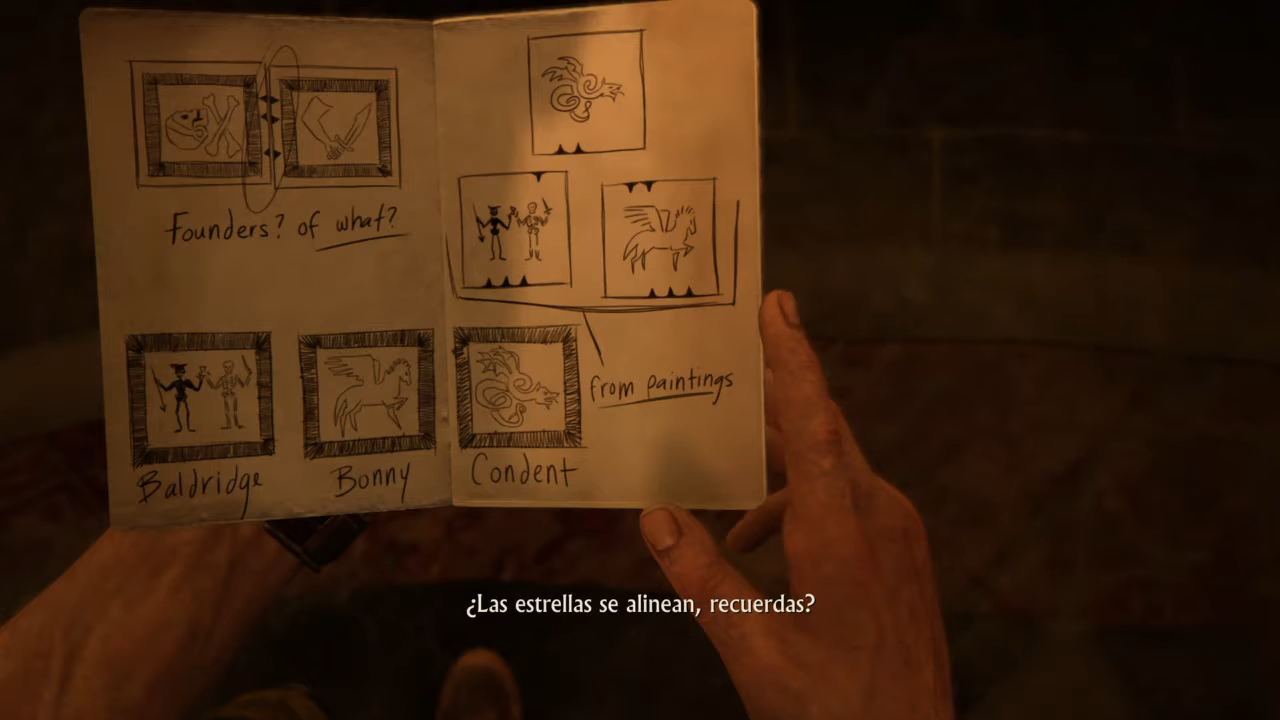 Founders? of what?
from paintings
Baldridge
Bonny
Condent
¿Las estrellas se alinean, recuerdas?